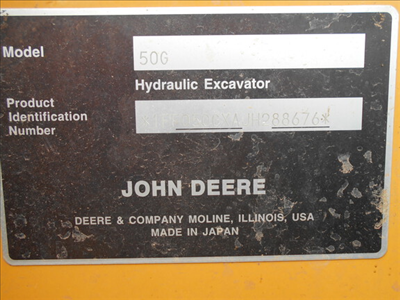 Model 50G
Hydraulic Excavator
Product
Identification
Number
JOHN DEERE
DEERE & COMPANY MOLINE, ILLINOIS, USA
MADE IN JAPAN